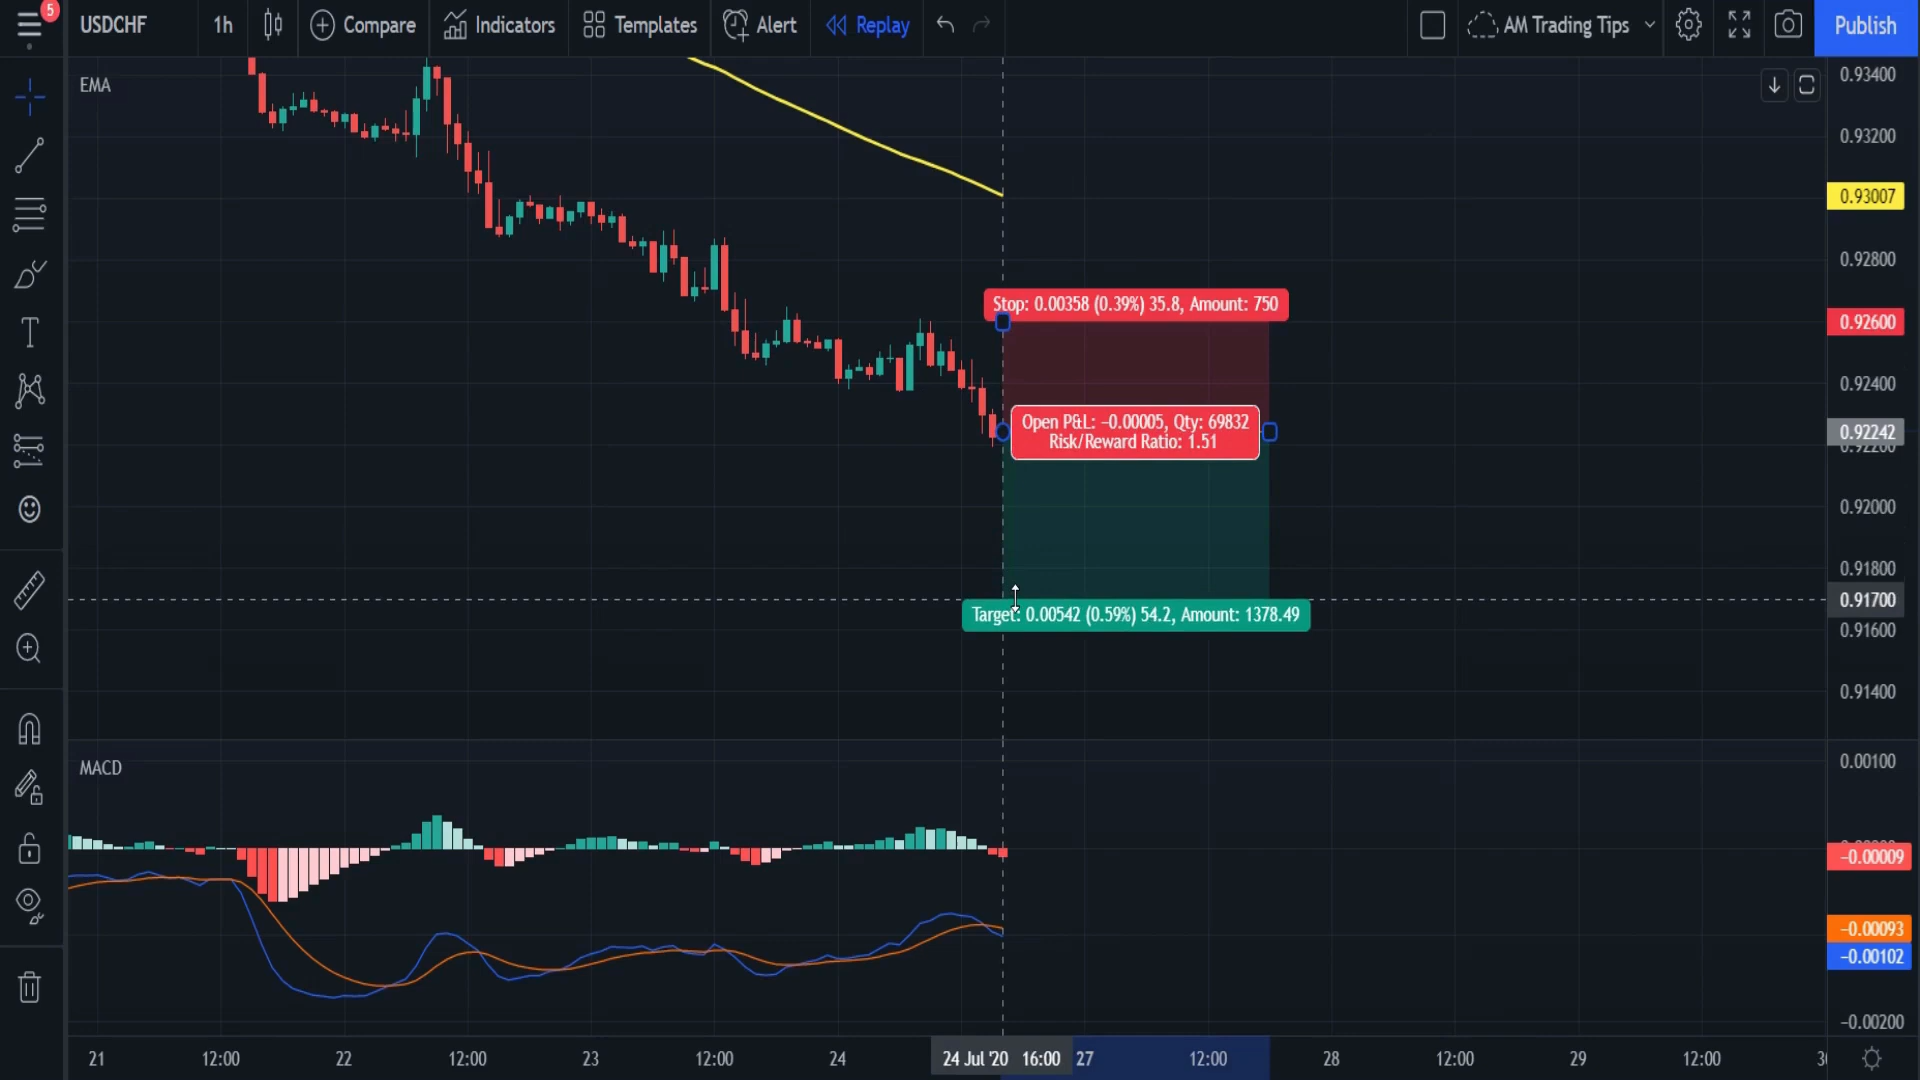 5
USDCHF
1h
Compare
Indicators
Templates
Alert
Replay
AM Trading Tips
Publish
EMA
0.93400
0.93200
0.93007
0.92800
Stop: 0.00358 (0.39%) 35.8, Amount: 750
0.92600
0.92400
Open P&L: −0.00005, Qty: 69832
Risk/Reward Ratio: 1.51
0.92242
0.92200
0.92000
0.91800
0.91700
Target: 0.00542 (0.59%) 54.2, Amount: 1378.49
0.91600
0.91400
MACD
0.00100
−0.00009
−0.00093
−0.00102
−0.00200
21 12:00 22 12:00 23 12:00 24 24 Jul '20 16:00 27 12:00 28 12:00 29 12:00